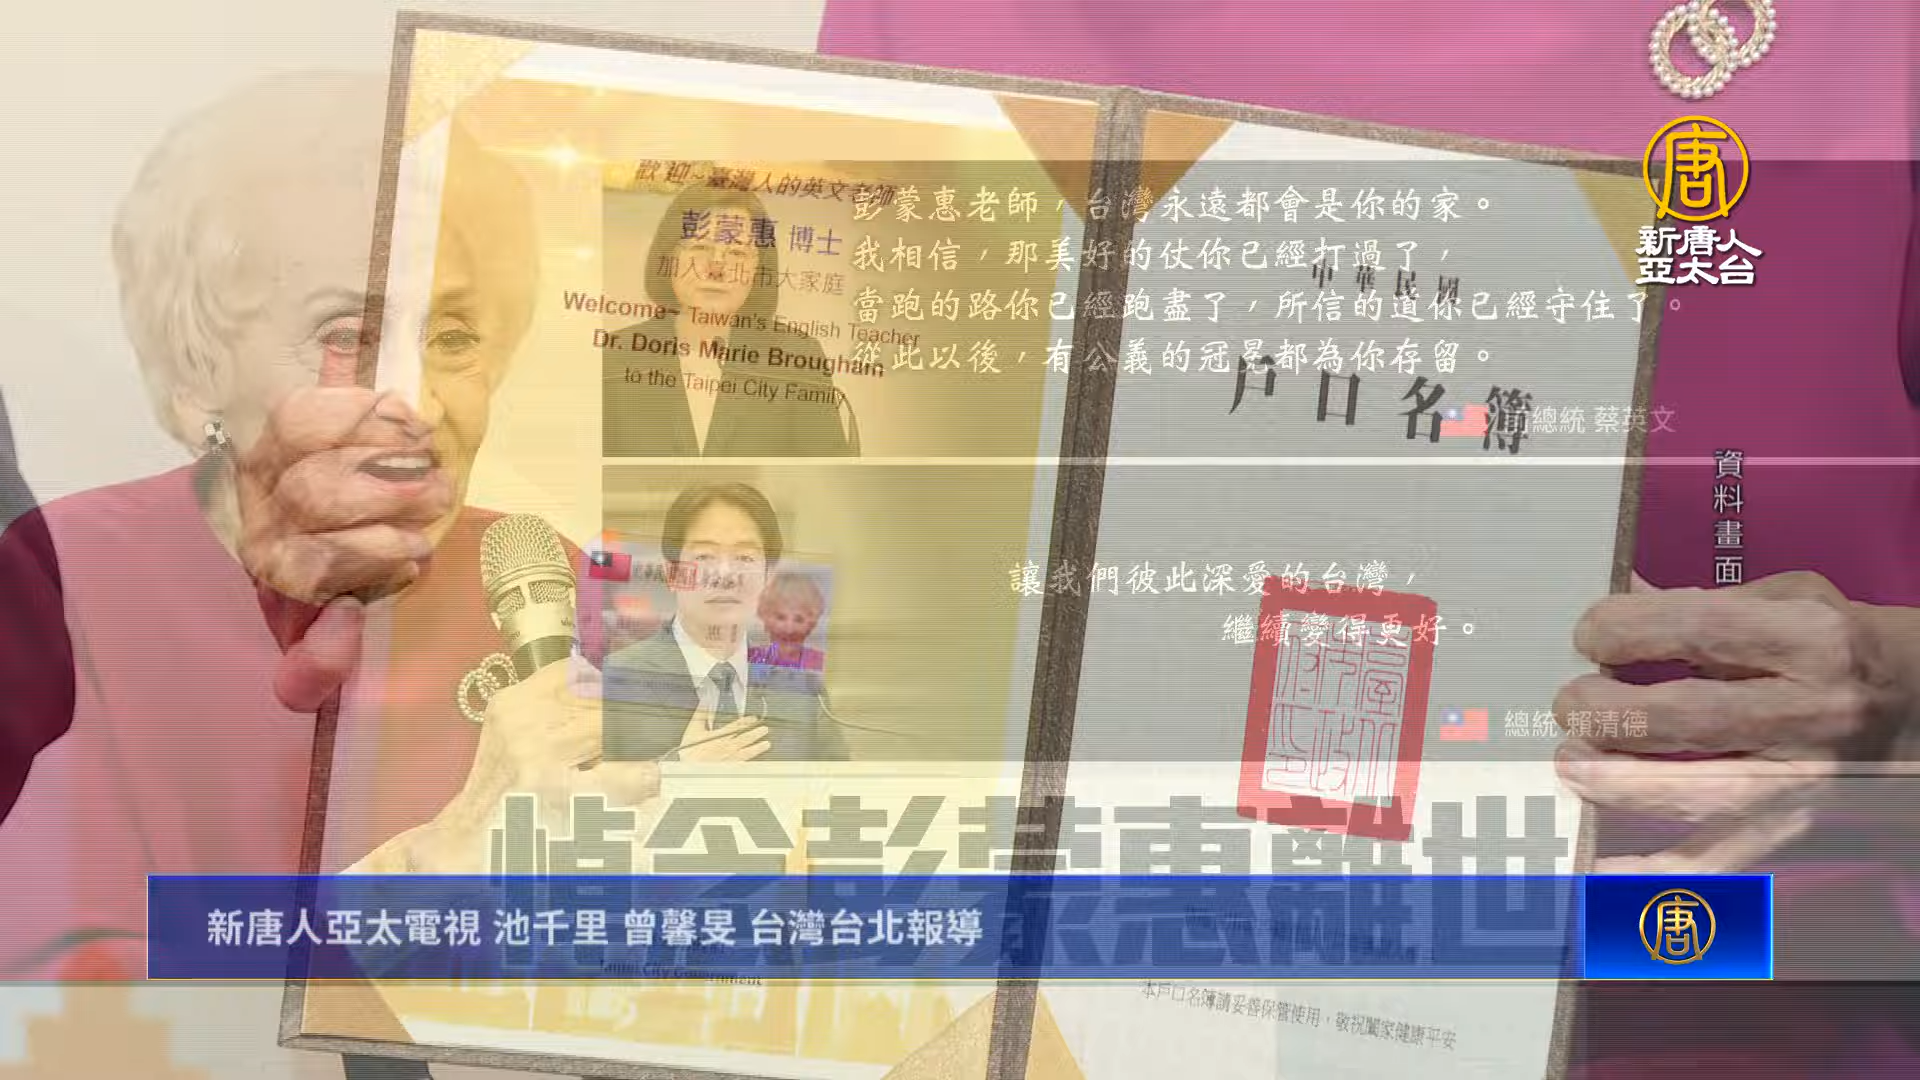 彭蒙惠老師，台灣永遠都會是你的家。
我相信，那美好的仗你已經打過了，
當跑的路你已經跑盡了，所信的道你已經守住了。
從此以後，有公義的冠冕都為你存留。
前總統 蔡英文
讓我們彼此深愛的台灣，
繼續變得更好。
總統 賴清德
歡迎~臺灣人的英文老師
彭蒙惠 博士
加入臺北市大家庭
Welcome~ Taiwan's English Teacher
Dr. Doris Marie Brougham
to the Taipei City Family
Taipei City Government
中華民國
戶口名簿
本戶口名簿請妥善保管使用，敬祝闔家健康平安
唐
新唐人
亞太台
資料畫面
悼念彭蒙惠離世
新唐人亞太電視 池千里 曾馨旻 台灣台北報導
唐